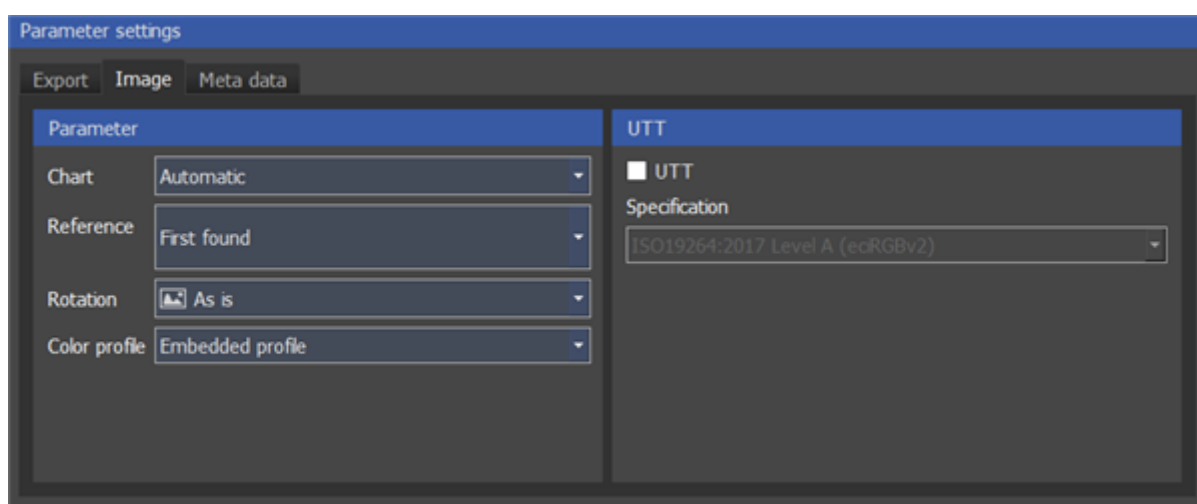 Parameter settings
Export Image Meta data
Parameter
Chart Automatic
Reference First found
Rotation As is
Color profile Embedded profile
UTT
UTT
Specification
ISO19264:2017 Level A (eciRGBv2)